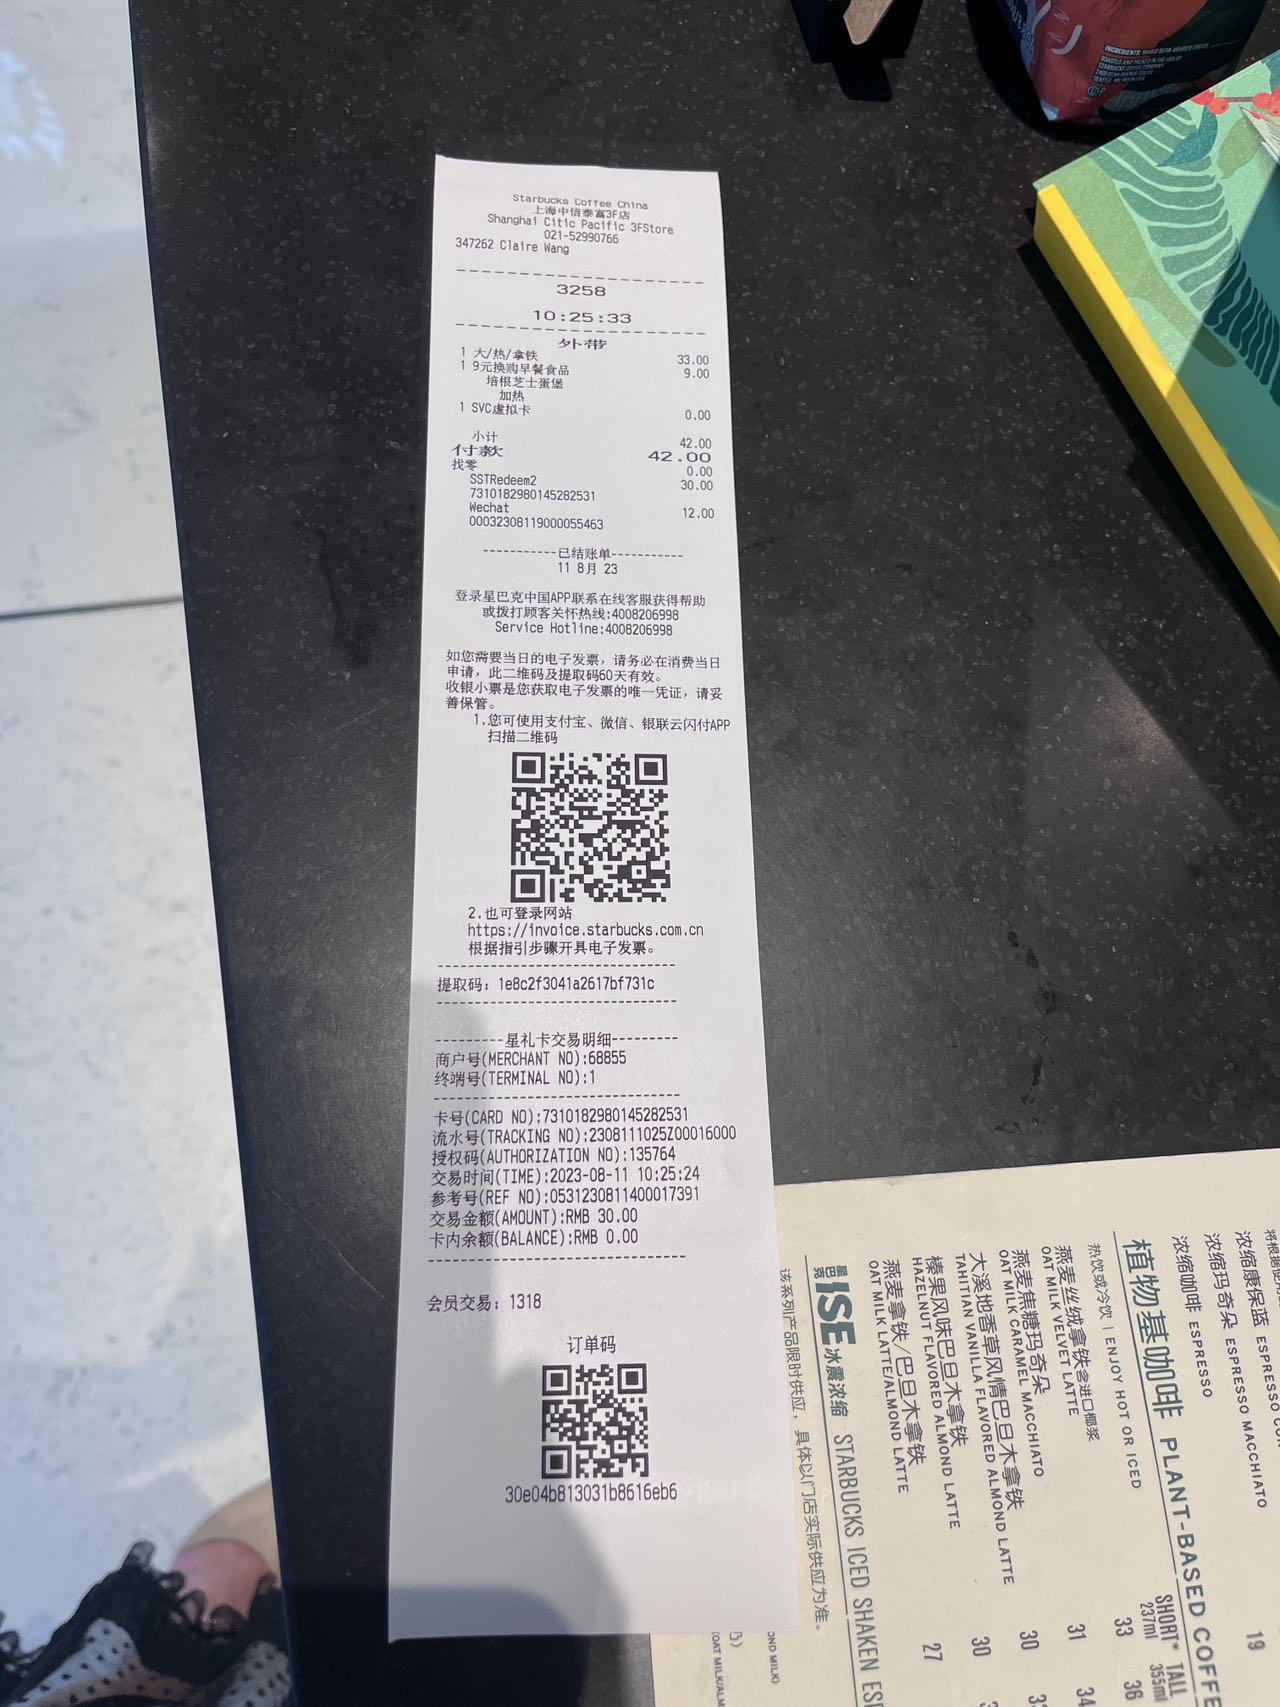 Starbucks Coffee China
上海中信泰富3F店
Shanghai Citic Pacific 3FStore
021-52990766
347262 Claire Wang
3258
10:25:33
外带
1 大/热/拿铁 33.00
1 9元换购早餐食品 9.00
培根芝士蛋堡
加热
1 SVC虚拟卡 0.00
小计 42.00
付款 42.00
找零 0.00
SSTRedeem2 30.00
7310182980145282531
Wechat 12.00
00032308119000055463
-----------已结账单-----------
11 8月 23
登录星巴克中国APP联系在线客服获得帮助
或拨打顾客关怀热线:4008206998
Service Hotline:4008206998
如您需要当日的电子发票，请务必在消费当日
申请，此二维码及提取码60天有效。
收银小票是您获取电子发票的唯一凭证，请妥
善保管。
1.您可使用支付宝、微信、银联云闪付APP
扫描二维码
2.也可登录网站
https://invoice.starbucks.com.cn
根据指引步骤开具电子发票。
提取码：1e8c2f3041a2617bf731c
---------星礼卡交易明细---------
商户号(MERCHANT NO):68855
终端号(TERMINAL NO):1
卡号(CARD NO):7310182980145282531
流水号(TRACKING NO):2308111025Z00016000
授权码(AUTHORIZATION NO):135764
交易时间(TIME):2023-08-11 10:25:24
参考号(REF NO):0531230811400017391
交易金额(AMOUNT):RMB 30.00
卡内余额(BALANCE):RMB 0.00
会员交易：1318
订单码
30e04b813031b8616eb6
INGREDIENTS: WHOLE BEAN ARABICA COFFEE
ROASTED AND PACKED IN THE USA BY
STARBUCKS COFFEE COMPANY
浓缩康保蓝 ESPRESSO
浓缩玛奇朵 ESPRESSO MACCHIATO
浓缩咖啡 ESPRESSO 19
植物基咖啡 PLANT-BASED COFF
SHORT* TALL
237ml 355ml
热饮或冷饮 | ENJOY HOT OR ICED
燕麦丝绒拿铁含进口椰浆 33 36
OAT MILK VELVET LATTE
燕麦焦糖玛奇朵 31 34
OAT MILK CARAMEL MACCHIATO
大溪地香草风情巴旦木拿铁 30
TAHITIAN VANILLA FLAVORED ALMOND LATTE
榛果风味巴旦木拿铁 30
HAZELNUT FLAVORED ALMOND LATTE
燕麦拿铁/巴旦木拿铁 27
OAT MILK LATTE/ALMOND LATTE
星巴克 ISE 冰震浓缩 STARBUCKS ICED SHAKEN ES
该系列产品限时供应，具体以门店实际供应为准。